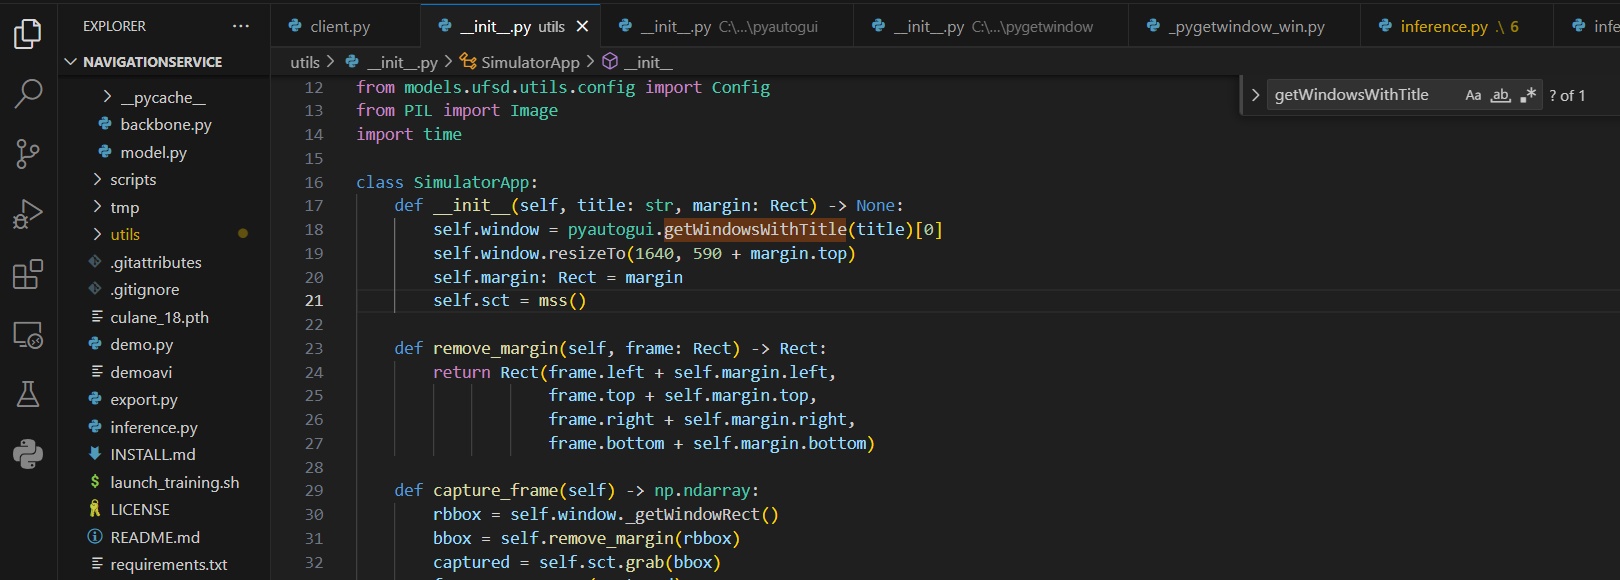 EXPLORER ...
NAVIGATIONSERVICE
__pycache__
backbone.py
model.py
scripts
tmp
utils
.gitattributes
.gitignore
culane_18.pth
demo.py
demoavi
export.py
inference.py
INSTALL.md
$ launch_training.sh
LICENSE
README.md
requirements.txt
client.py
__init__.py utils
__init__.py C:\...\pyautogui
__init__.py C:\...\pygetwindow
_pygetwindow_win.py
inference.py .\ 6
infe
utils > __init__.py > SimulatorApp > __init__
getWindowsWithTitle Aa ab .* ? of 1
12 from models.ufsd.utils.config import Config
13 from PIL import Image
14 import time
15
16 class SimulatorApp:
17 def __init__(self, title: str, margin: Rect) -> None:
18 self.window = pyautogui.getWindowsWithTitle(title)[0]
19 self.window.resizeTo(1640, 590 + margin.top)
20 self.margin: Rect = margin
21 self.sct = mss()
22
23 def remove_margin(self, frame: Rect) -> Rect:
24 return Rect(frame.left + self.margin.left,
25 frame.top + self.margin.top,
26 frame.right + self.margin.right,
27 frame.bottom + self.margin.bottom)
28
29 def capture_frame(self) -> np.ndarray:
30 rbbox = self.window._getWindowRect()
31 bbox = self.remove_margin(rbbox)
32 captured = self.sct.grab(bbox)